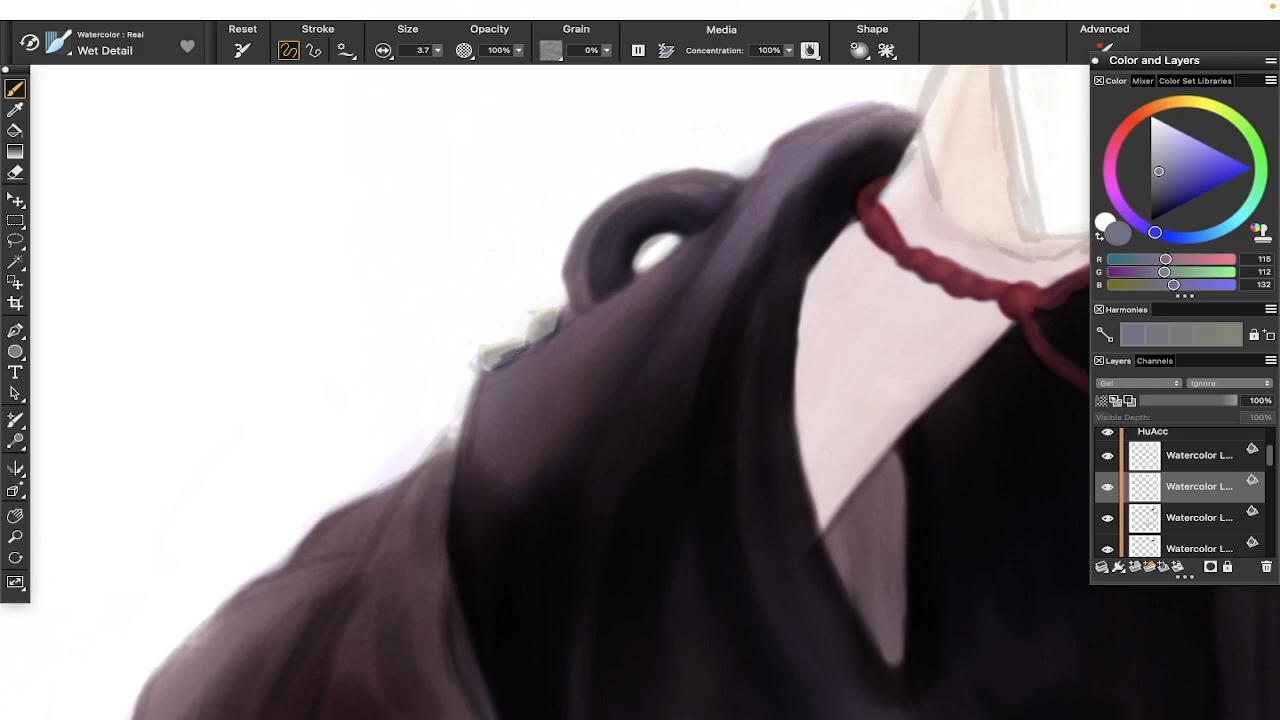 Watercolor : Real
Wet Detail
Reset
Stroke
Size
3.7
Opacity
100%
Grain
0%
Media
Concentration:
100%
Shape
Advanced
Color and Layers
Color
Mixer
Color Set Libraries
R
115
G
112
B
132
Harmonies
Layers
Channels
Gel
Ignore
100%
Visible Depth:
100%
HuAcc
Watercolor L...
Watercolor L...
Watercolor L...
Watercolor L...
T